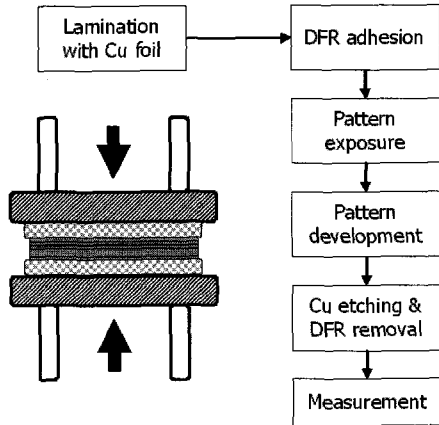 Lamination
with Cu foil
DFR adhesion
Pattern
exposure
Pattern
development
Cu etching &
DFR removal
Measurement